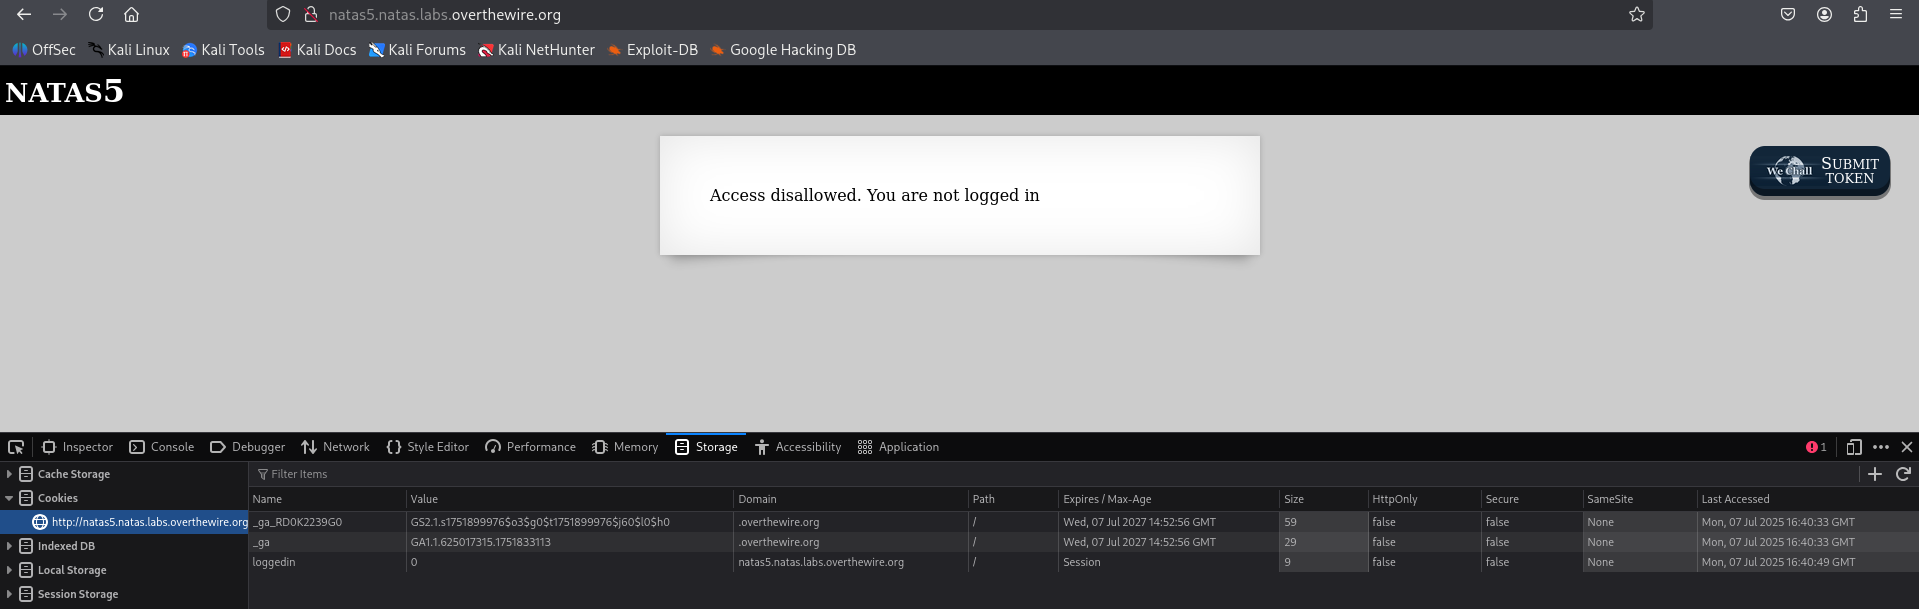 natas5.natas.labs.overthewire.org
OffSec Kali Linux Kali Tools Kali Docs Kali Forums Kali NetHunter Exploit-DB Google Hacking DB
NATAS5
Access disallowed. You are not logged in
We Chall SUBMIT TOKEN
Inspector Console Debugger Network Style Editor Performance Memory Storage Accessibility Application 1
Cache Storage
Cookies
http://natas5.natas.labs.overthewire.org
Indexed DB
Local Storage
Session Storage
Filter Items
Name Value Domain Path Expires / Max-Age Size HttpOnly Secure SameSite Last Accessed
_ga_RD0K2239G0 GS2.1.s1751899976$o3$g0$t1751899976$j60$l0$h0 .overthewire.org / Wed, 07 Jul 2027 14:52:56 GMT 59 false false None Mon, 07 Jul 2025 16:40:33 GMT
_ga GA1.1.625017315.1751833113 .overthewire.org / Wed, 07 Jul 2027 14:52:56 GMT 29 false false None Mon, 07 Jul 2025 16:40:33 GMT
loggedin 0 natas5.natas.labs.overthewire.org / Session 9 false false None Mon, 07 Jul 2025 16:40:49 GMT